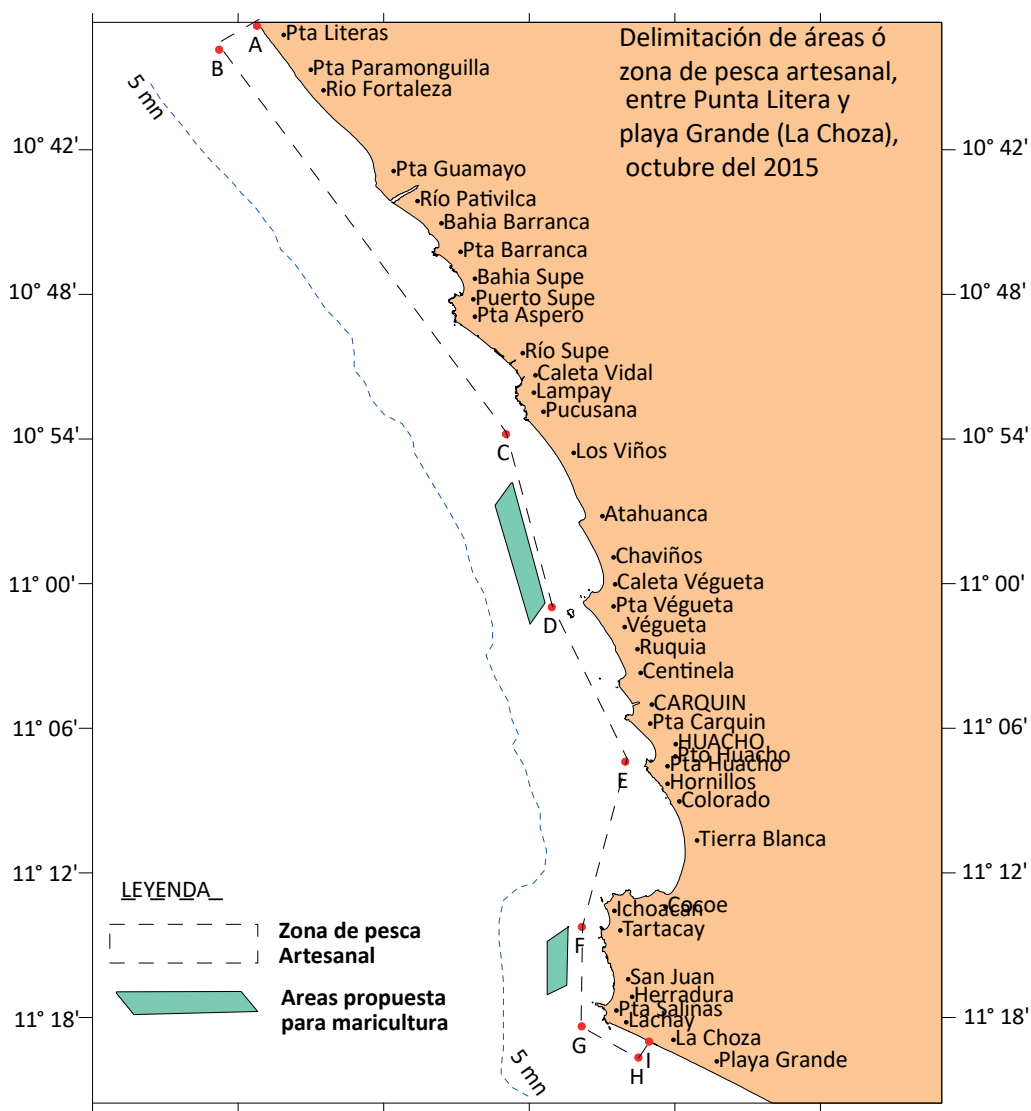 Delimitación de áreas ó
zona de pesca artesanal,
entre Punta Litera y
playa Grande (La Choza),
octubre del 2015
A
Pta Literas
B
Pta Paramonguilla
Rio Fortaleza
5 mn
10° 42'
10° 42'
Pta Guamayo
Río Pativilca
Bahia Barranca
Pta Barranca
Bahia Supe
10° 48'
10° 48'
Puerto Supe
Pta Aspero
Río Supe
Caleta Vidal
Lampay
Pucusana
10° 54'
10° 54'
C
Los Viños
Atahuanca
Chaviños
11° 00'
11° 00'
Caleta Végueta
Pta Végueta
D
Végueta
Ruquia
Centinela
CARQUIN
Pta Carquin
11° 06'
11° 06'
HUACHO
Pto Huacho
Pta Huacho
E
Hornillos
Colorado
Tierra Blanca
11° 12'
11° 12'
LEYENDA
Zona de pesca
Artesanal
Areas propuesta
para maricultura
Cocoe
Ichoacan
Tartacay
F
San Juan
Herradura
Pta Salinas
Lachay
11° 18'
11° 18'
G
La Choza
I
H
Playa Grande
5 mn